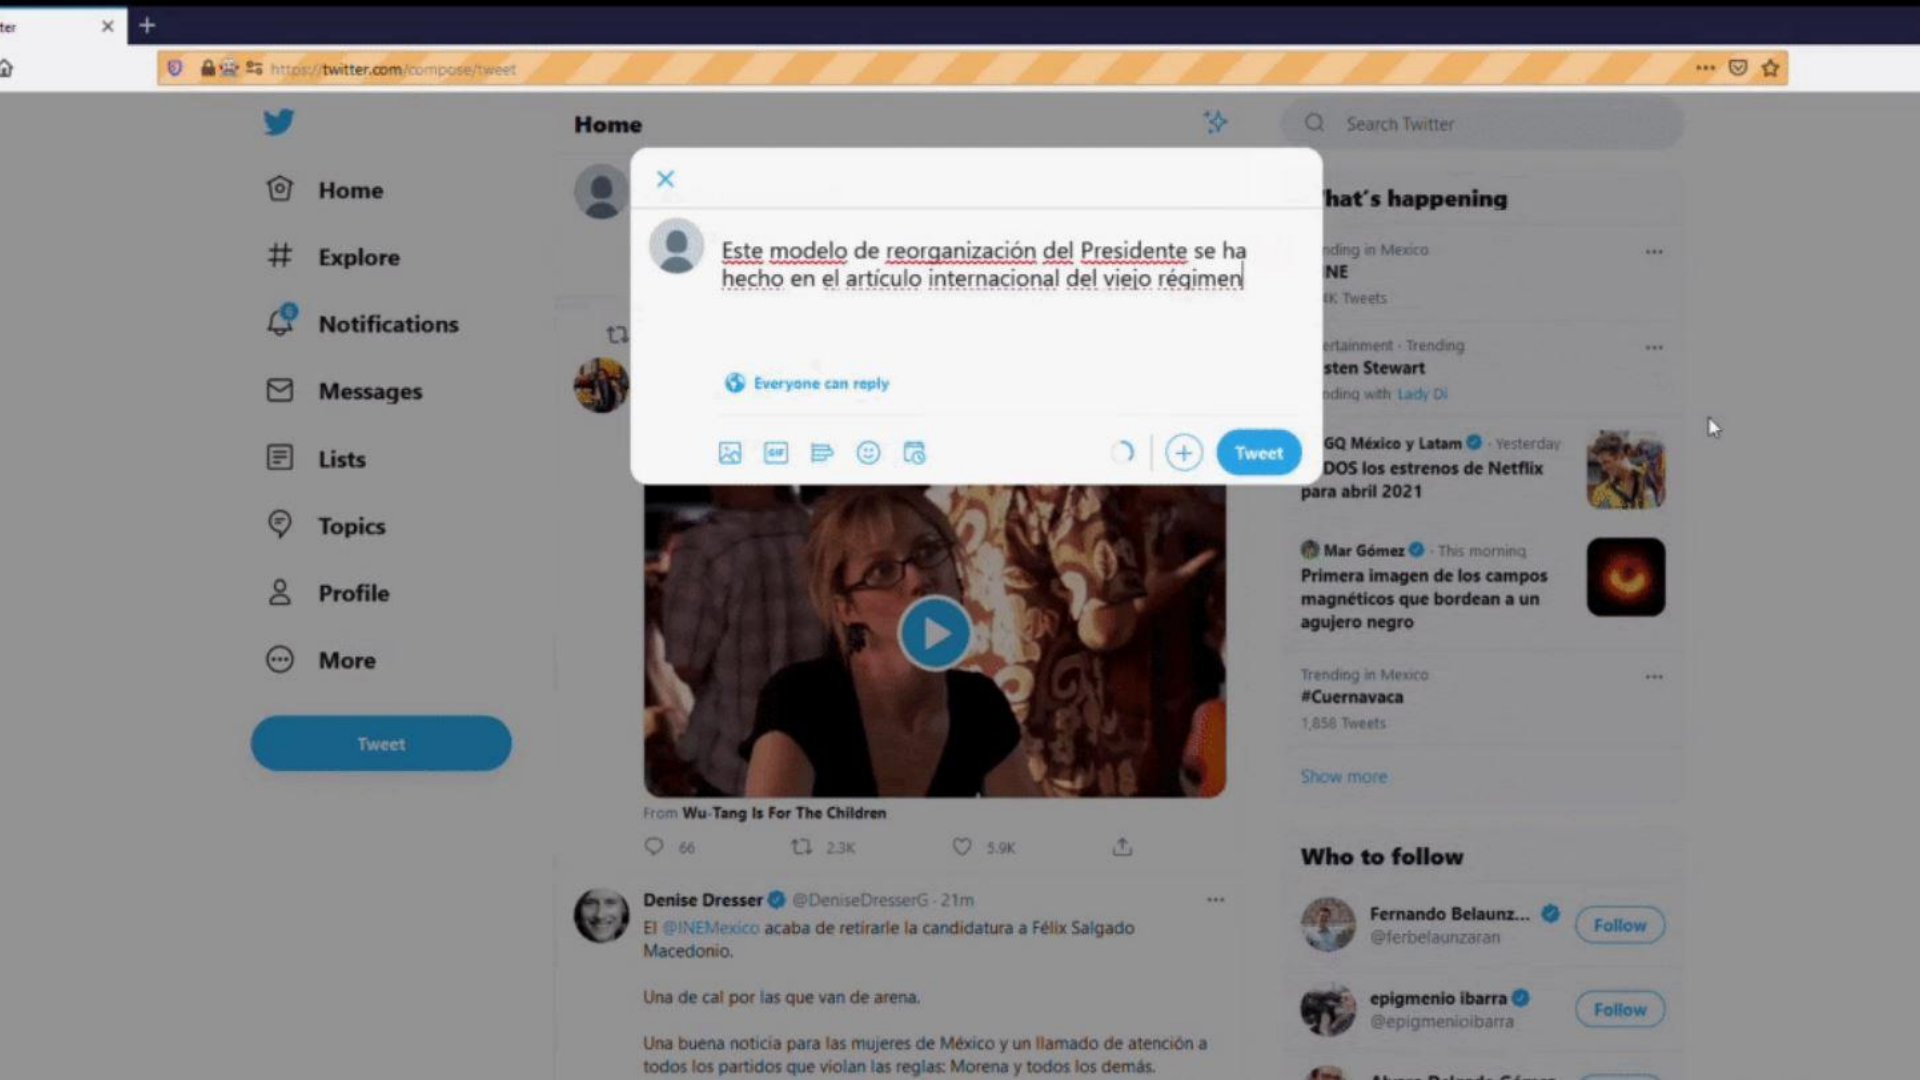 ter
https://twitter.com/compose/tweet
Home
Explore
Notifications
Messages
Lists
Topics
Profile
More
Tweet
Home
Este modelo de reorganización del Presidente se ha
hecho en el artículo internacional del viejo régimen
Everyone can reply
GIF
Tweet
From Wu-Tang Is For The Children
66
2.3K
5.9K
Denise Dresser @DeniseDresserG · 21m
El @INEMexico acaba de retirarle la candidatura a Félix Salgado
Macedonio.
Una de cal por las que van de arena.
Una buena noticia para las mujeres de México y un llamado de atención a
todos los partidos que violan las reglas: Morena y todos los demás.
Search Twitter
hat's happening
nding in Mexico
NE
K Tweets
ertainment · Trending
sten Stewart
nding with Lady Di
GQ México y Latam · Yesterday
DOS los estrenos de Netflix
para abril 2021
Mar Gómez · This morning
Primera imagen de los campos
magnéticos que bordean a un
agujero negro
Trending in Mexico
#Cuernavaca
1,858 Tweets
Show more
Who to follow
Fernando Belaunz...
@ferbelaunzaran
Follow
epigmenio ibarra
@epigmenioibarra
Follow